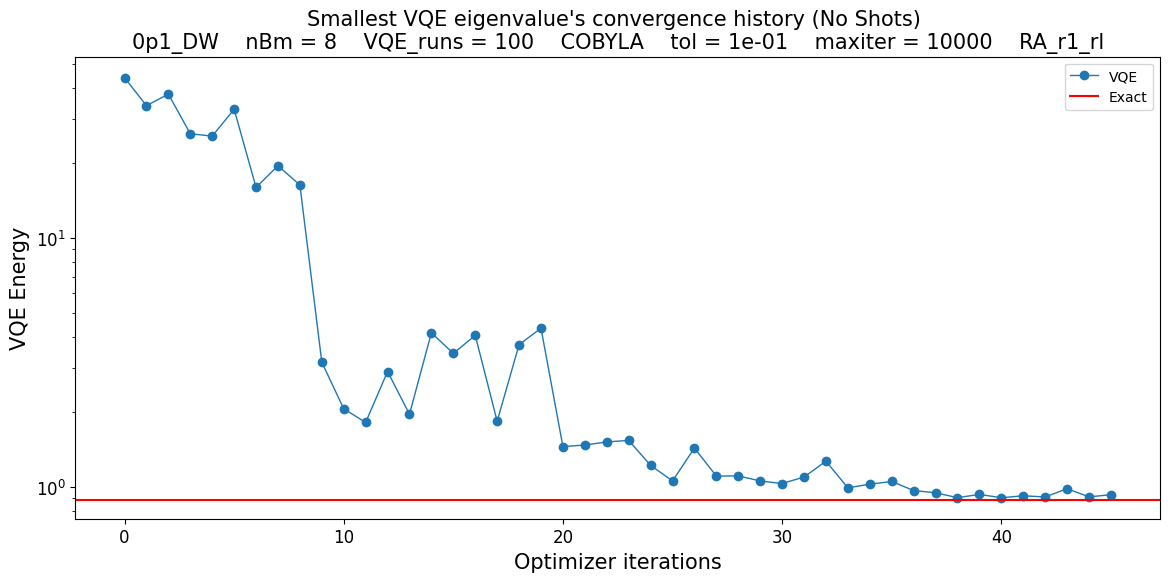 Smallest VQE eigenvalue's convergence history (No Shots)
0p1_DW    nBm = 8    VQE_runs = 100    COBYLA    tol = 1e-01    maxiter = 10000    RA_r1_rl
VQE
Exact
VQE Energy
10¹
10⁰
0 10 20 30 40
Optimizer iterations